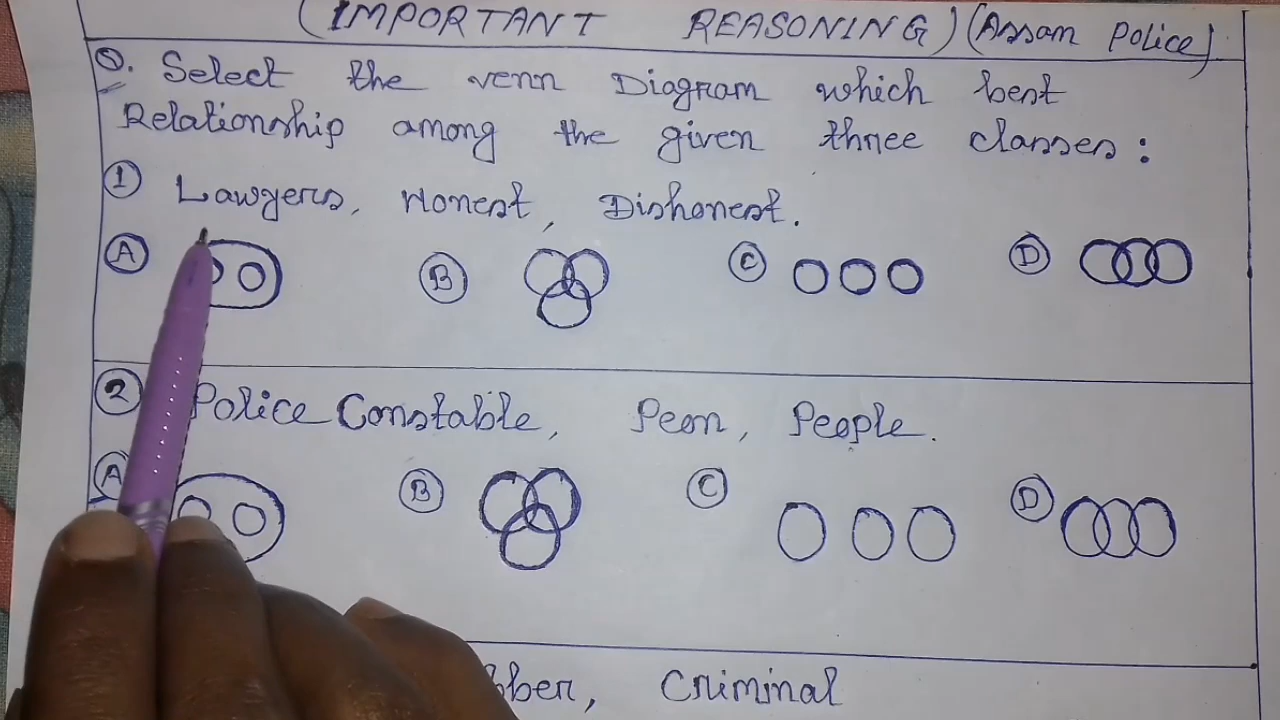 (IMPORTANT REASONING) (Assam Police)
Q. Select the venn Diagram which best
Relationship among the given three classes:
1 Lawyers, Honest, Dishonest.
A B C D
2 Police Constable, Peon, People.
A B C D
Criminal